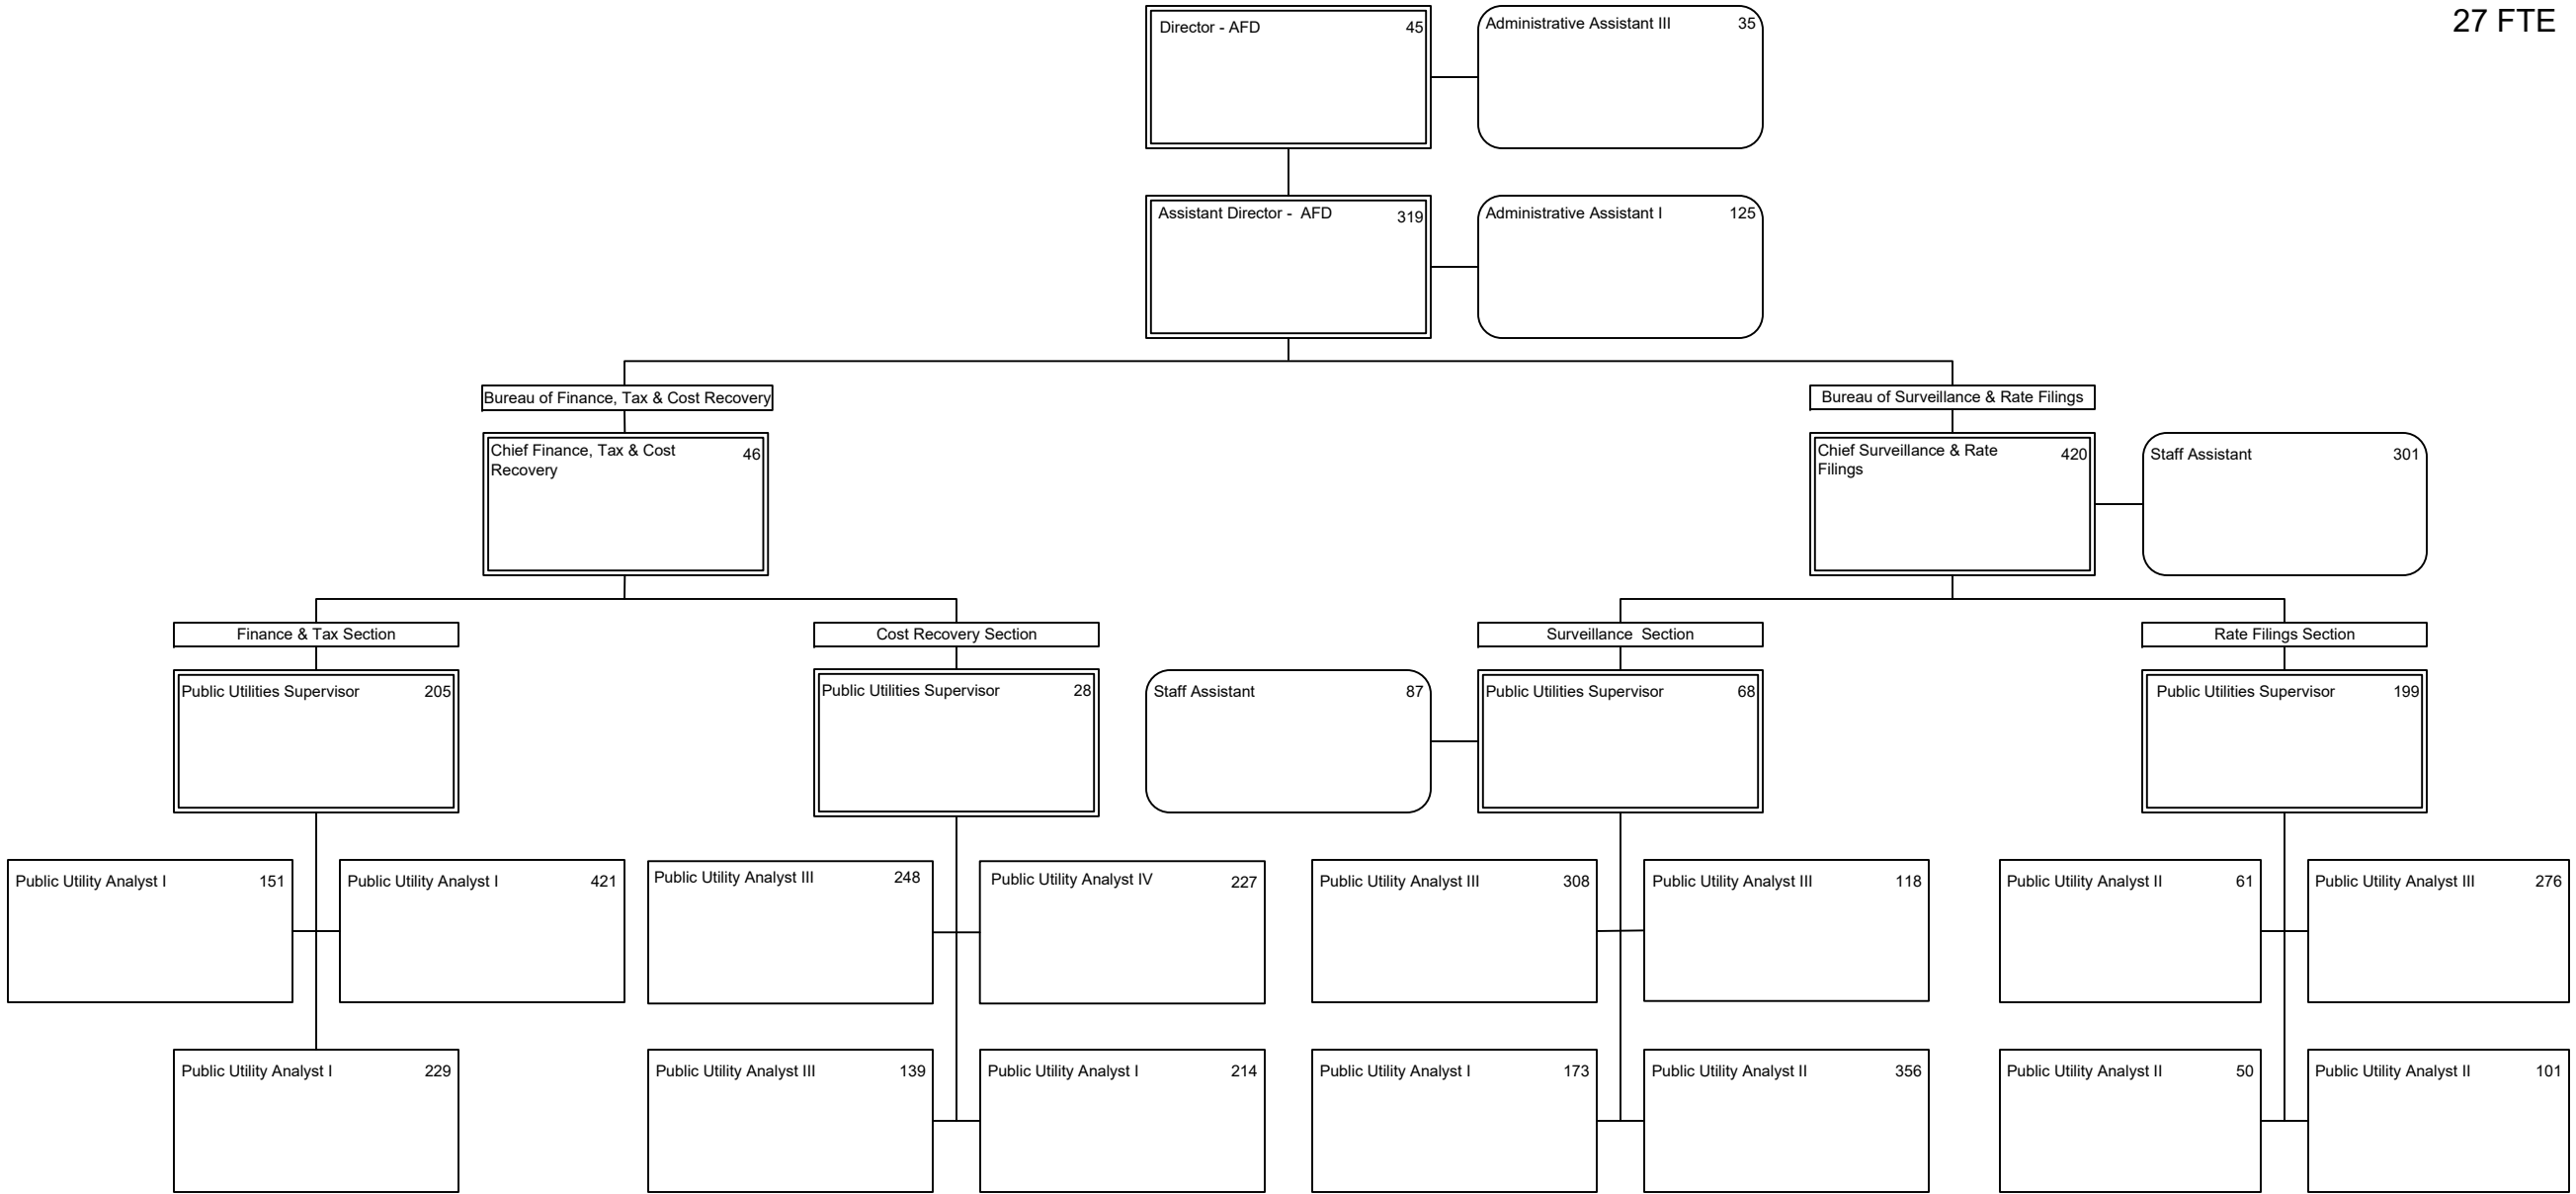 27 FTE
Director - AFD 45
Administrative Assistant III 35
Assistant Director - AFD 319
Administrative Assistant I 125
Bureau of Finance, Tax & Cost Recovery
Bureau of Surveillance & Rate Filings
Chief Finance, Tax & Cost 46
Recovery
Chief Surveillance & Rate 420
Filings
Staff Assistant 301
Finance & Tax Section
Cost Recovery Section
Surveillance Section
Rate Filings Section
Public Utilities Supervisor 205
Public Utilities Supervisor 28
Staff Assistant 87
Public Utilities Supervisor 68
Public Utilities Supervisor 199
Public Utility Analyst I 151
Public Utility Analyst I 421
Public Utility Analyst III 248
Public Utility Analyst IV 227
Public Utility Analyst III 308
Public Utility Analyst III 118
Public Utility Analyst II 61
Public Utility Analyst III 276
Public Utility Analyst I 229
Public Utility Analyst III 139
Public Utility Analyst I 214
Public Utility Analyst I 173
Public Utility Analyst II 356
Public Utility Analyst II 50
Public Utility Analyst II 101